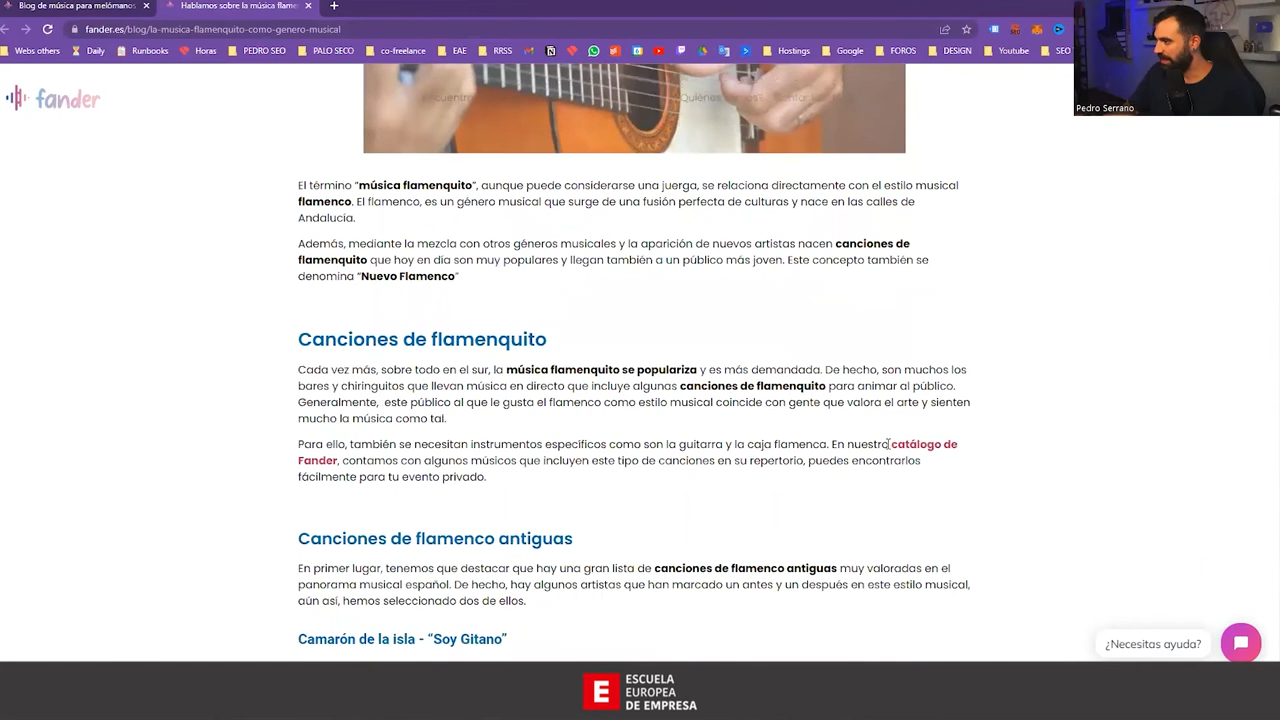 Blog de música para melómanos
Hablamos sobre la música flame
fander.es/blog/la-musica-flamenquito-como-genero-musical
Webs others
Daily
Runbooks
Horas
PEDRO SEO
PALO SECO
co-freelance
EAE
RRSS
Hostings
Google
FOROS
DESIGN
Youtube
SEO
Pedro Serrano
fander
El término “música flamenquito”, aunque puede considerarse una juerga, se relaciona directamente con el estilo musical
flamenco. El flamenco, es un género musical que surge de una fusión perfecta de culturas y nace en las calles de
Andalucía.
Además, mediante la mezcla con otros géneros musicales y la aparición de nuevos artistas nacen canciones de
flamenquito que hoy en día son muy populares y llegan también a un público más joven. Este concepto también se
denomina “Nuevo Flamenco”
Canciones de flamenquito
Cada vez más, sobre todo en el sur, la música flamenquito se populariza y es más demandada. De hecho, son muchos los
bares y chiringuitos que llevan música en directo que incluye algunas canciones de flamenquito para animar al público.
Generalmente, este público al que le gusta el flamenco como estilo musical coincide con gente que valora el arte y sienten
mucho la música como tal.
Para ello, también se necesitan instrumentos específicos como son la guitarra y la caja flamenca. En nuestro catálogo de
Fander, contamos con algunos músicos que incluyen este tipo de canciones en su repertorio, puedes encontrarlos
fácilmente para tu evento privado.
Canciones de flamenco antiguas
En primer lugar, tenemos que destacar que hay una gran lista de canciones de flamenco antiguas muy valoradas en el
panorama musical español. De hecho, hay algunos artistas que han marcado un antes y un después en este estilo musical,
aún así, hemos seleccionado dos de ellos.
Camarón de la isla - “Soy Gitano”
¿Necesitas ayuda?
E
ESCUELA
EUROPEA
DE EMPRESA